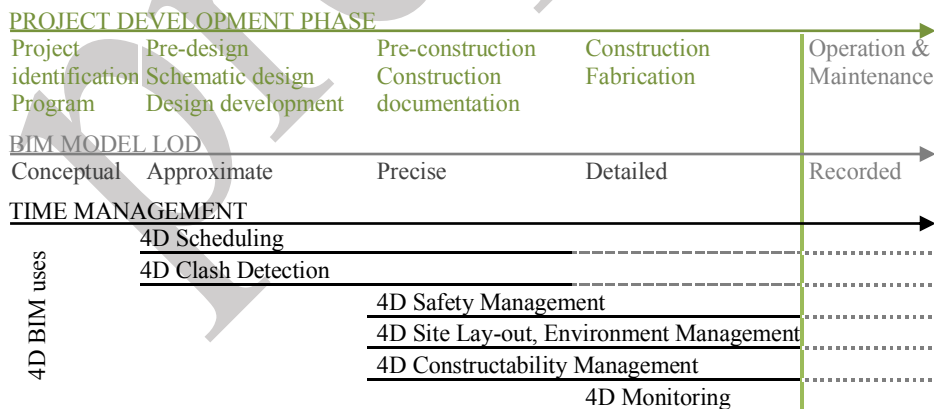 PROJECT DEVELOPMENT PHASE
Project Pre-design Pre-construction Construction Operation &
identification Schematic design Construction Fabrication Maintenance
Program Design development documentation
BIM MODEL LOD
Conceptual Approximate Precise Detailed Recorded
TIME MANAGEMENT
4D BIM uses
4D Scheduling
4D Clash Detection
4D Safety Management
4D Site Lay-out, Environment Management
4D Constructability Management
4D Monitoring